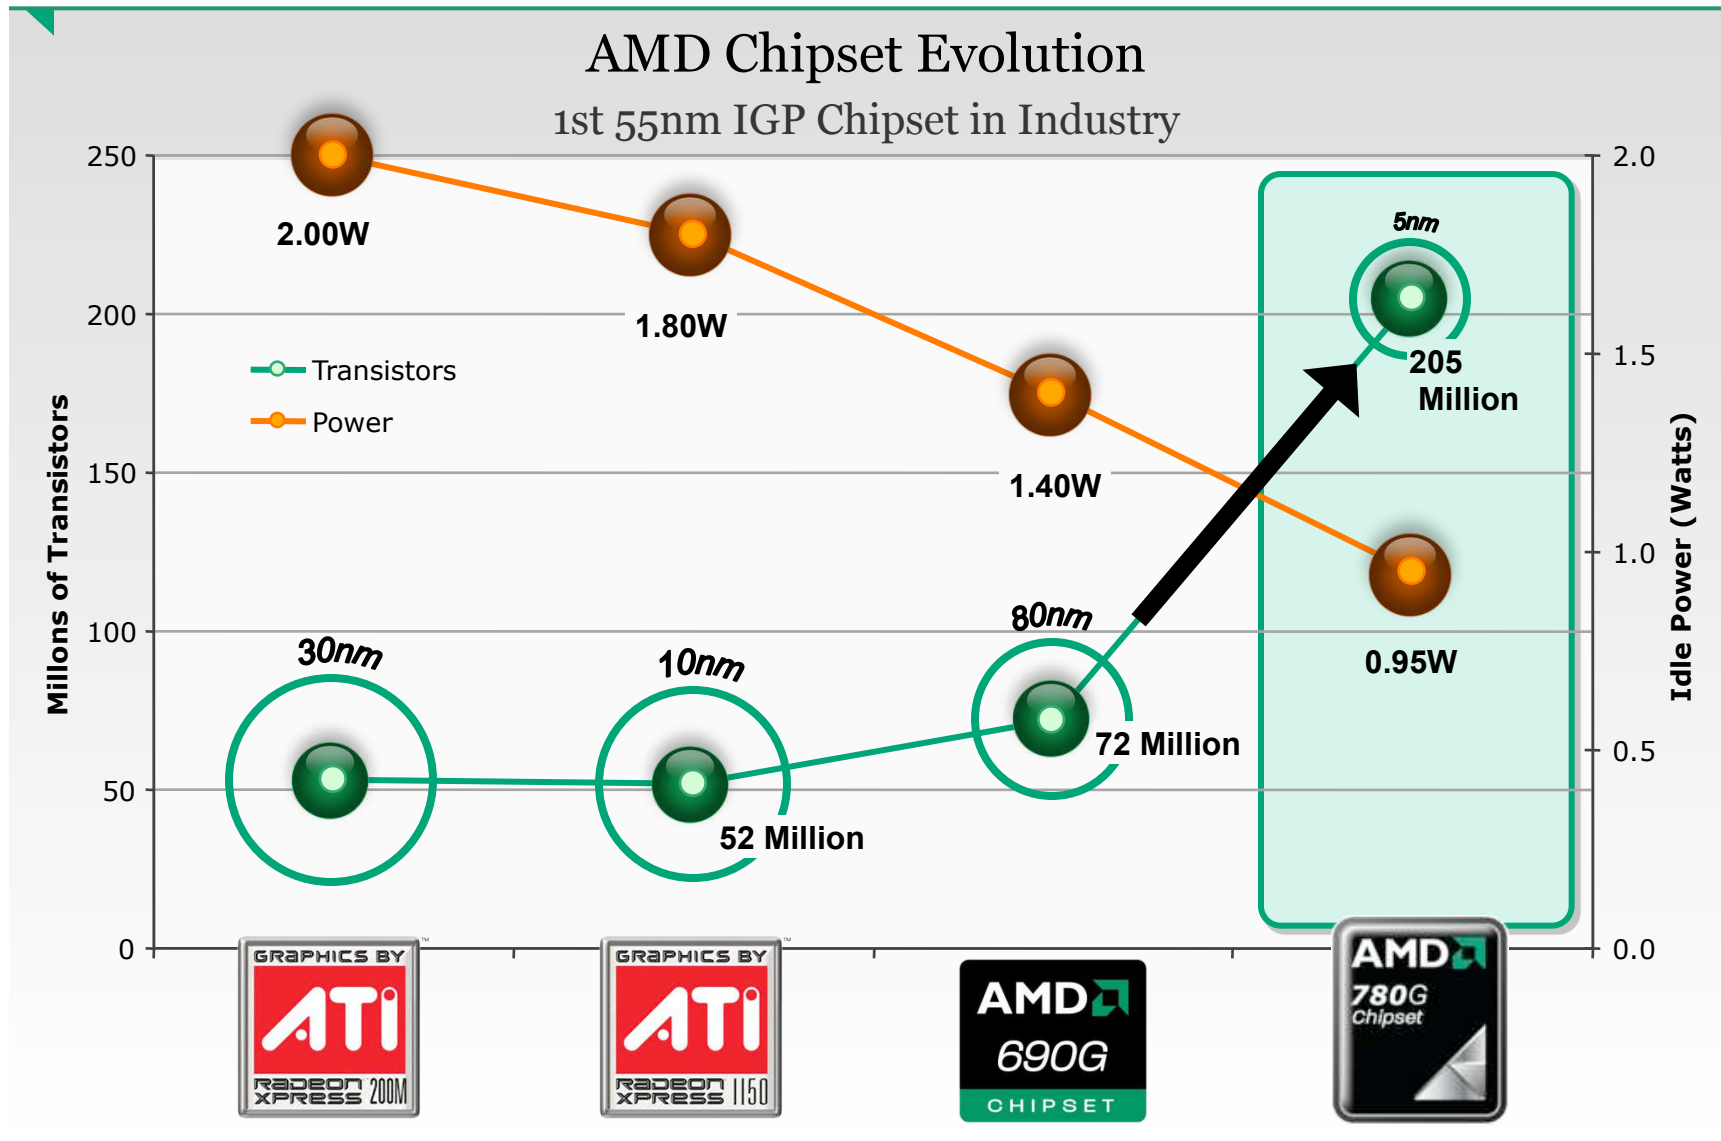 AMD Chipset Evolution
1st 55nm IGP Chipset in Industry
250
200
150
100
50
0
Millons of Transistors
2.0
1.5
1.0
0.5
0.0
Idle Power (Watts)
Transistors
Power
2.00W
1.80W
1.40W
0.95W
30nm
10nm
80nm
5nm
52 Million
72 Million
205
Million
GRAPHICS BY
ATI
RADEON
XPRESS 200M
™
GRAPHICS BY
ATI
RADEON
XPRESS 1150
™
AMD
690G
CHIPSET
AMD
780G
Chipset